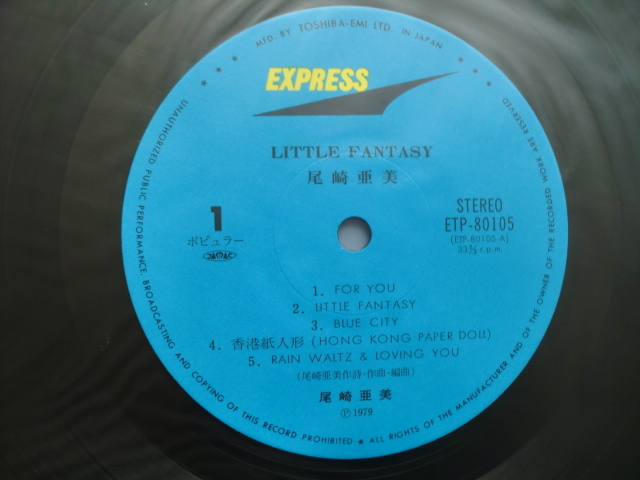 ★ ★ ★ MFD. BY TOSHIBA-EMI LTD. IN JAPAN ★ ★ ★
EXPRESS
LITTLE FANTASY
尾崎亜美
1
ポピュラー
JASRAC
STEREO
ETP-80105
(ETP-80105-A)
33⅓ r.p.m.
1. FOR YOU
2. LITTLE FANTASY
3. BLUE CITY
4. 香港紙人形 (HONG KONG PAPER DOLL)
5. RAIN WALTZ & LOVING YOU
(尾崎亜美作詩・作曲・編曲)
尾崎亜美
Ⓟ 1979
UNAUTHORIZED PUBLIC PERFORMANCE, BROADCASTING AND COPYING OF THIS RECORD PROHIBITED ★ ALL RIGHTS OF THE MANUFACTURER AND OF THE OWNER OF THE RECORDED WORK ARE RESERVED